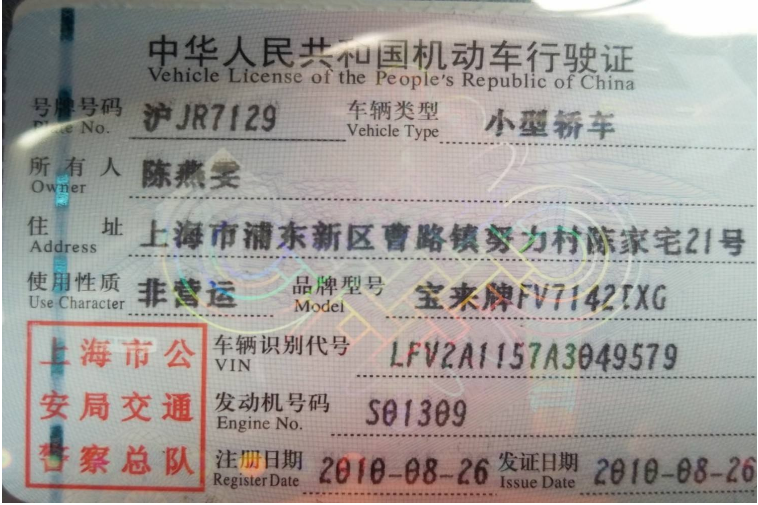 中华人民共和国机动车行驶证
Vehicle License of the People's Republic of China
号牌号码 沪JR7129 车辆类型 小型轿车
Plate No. Vehicle Type
所有人 陈燕雯
Owner
住址 上海市浦东新区曹路镇努力村陈家宅21号
Address
使用性质 非营运 品牌型号 宝来牌FV7142IXG
Use Character Model
上海市公 车辆识别代号 LFV2A1157A3049579
VIN
安局交通 发动机号码 S01309
Engine No.
警察总队 注册日期 2010-08-26 发证日期 2010-08-26
Register Date Issue Date